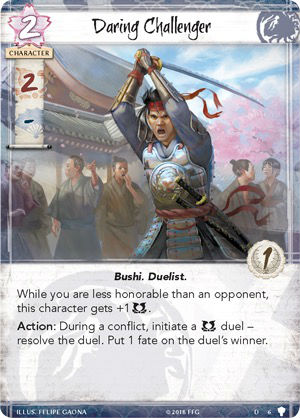 2
Daring Challenger
CHARACTER
2
-
1
Bushi. Duelist.
While you are less honorable than an opponent,
this character gets +1 .
Action: During a conflict, initiate a duel –
resolve the duel. Put 1 fate on the duel's winner.
ILLUS. FELIPE GAONA
©2018 FFG
D 6